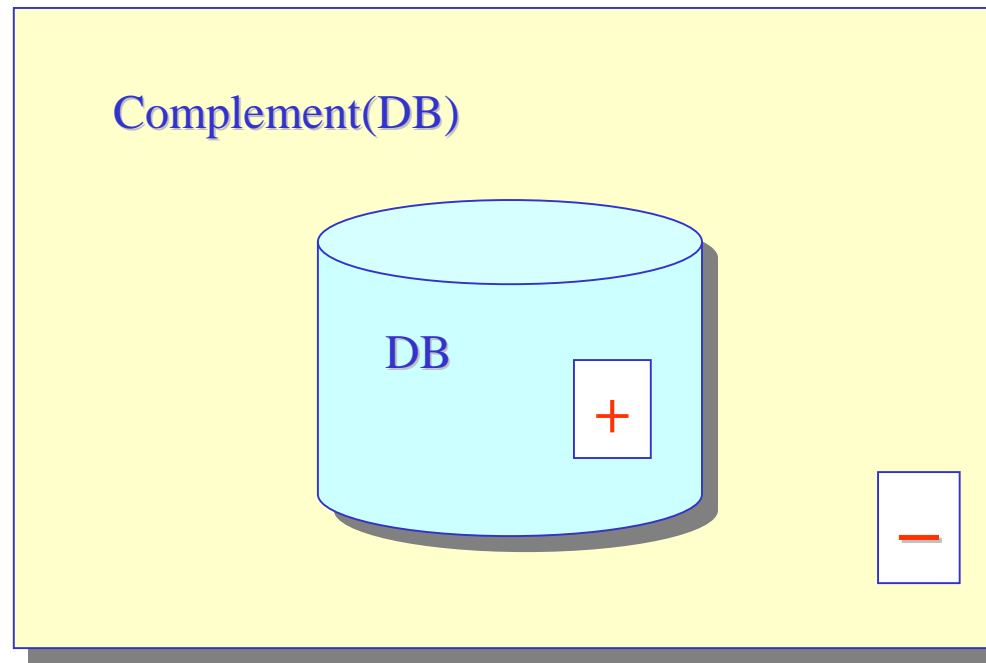 Complement(DB)
DB
+
–